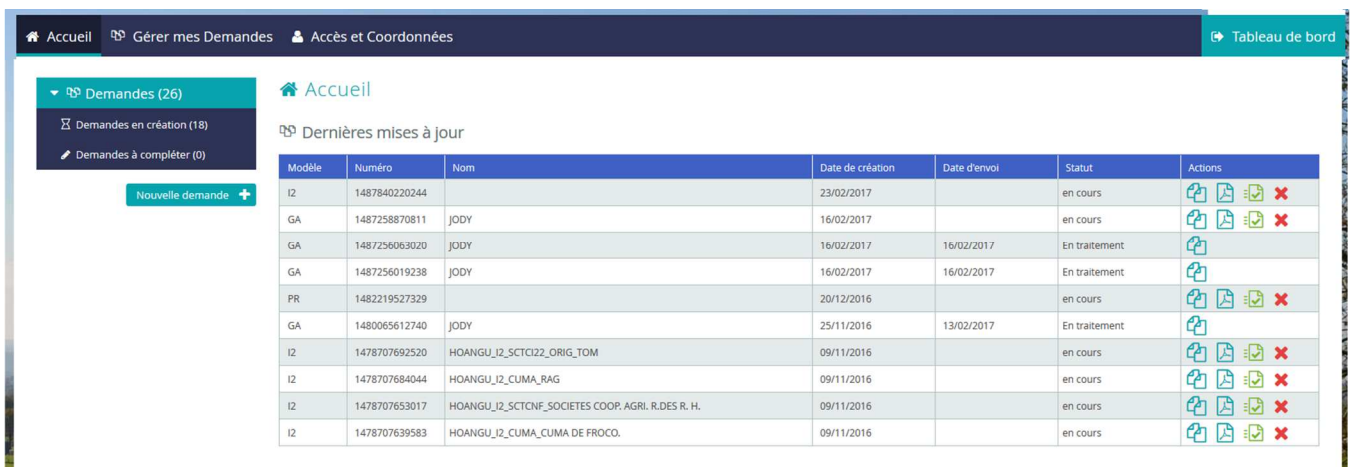 Accueil Gérer mes Demandes Accès et Coordonnées Tableau de bord
Demandes (26)
Demandes en création (18)
Demandes à compléter (0)
Nouvelle demande
Accueil
Dernières mises à jour
Modèle Numéro Nom Date de création Date d'envoi Statut Actions
I2 1487840220244 23/02/2017 en cours
GA 1487258870811 JODY 16/02/2017 en cours
GA 1487256063020 JODY 16/02/2017 16/02/2017 En traitement
GA 1487256019238 JODY 16/02/2017 16/02/2017 En traitement
PR 1482219527329 20/12/2016 en cours
GA 1480065612740 JODY 25/11/2016 13/02/2017 En traitement
I2 1478707692520 HOANGU_I2_SCTCI22_ORIG_TOM 09/11/2016 en cours
I2 1478707684044 HOANGU_I2_CUMA_RAG 09/11/2016 en cours
I2 1478707653017 HOANGU_I2_SCTCNF_SOCIETES COOP. AGRI. R.DES R. H. 09/11/2016 en cours
I2 1478707639583 HOANGU_I2_CUMA_CUMA DE FROCO. 09/11/2016 en cours